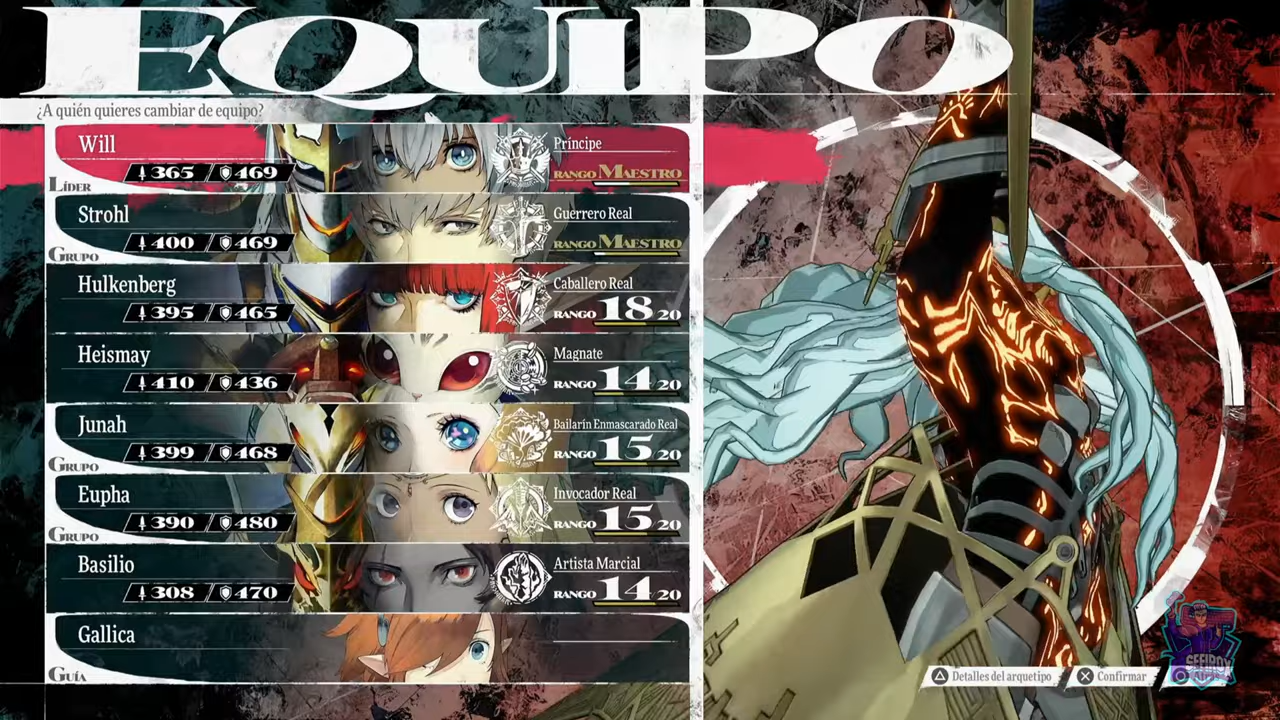 EQUIPO
¿A quién quieres cambiar de equipo?
Will
365 469
Príncipe
RANGO MAESTRO
LÍDER
Strohl
400 469
Guerrero Real
RANGO MAESTRO
GRUPO
Hulkenberg
395 465
Caballero Real
RANGO 18 20
Heismay
410 436
Magnate
RANGO 14 20
Junah
399 468
Bailarín Enmascarado Real
RANGO 15 20
GRUPO
Eupha
390 480
Invocador Real
RANGO 15 20
GRUPO
Basilio
308 470
Artista Marcial
RANGO 14 20
Gallica
GUÍA
Detalles del arquetipo
Confirmar
Atrás
SEFIROX